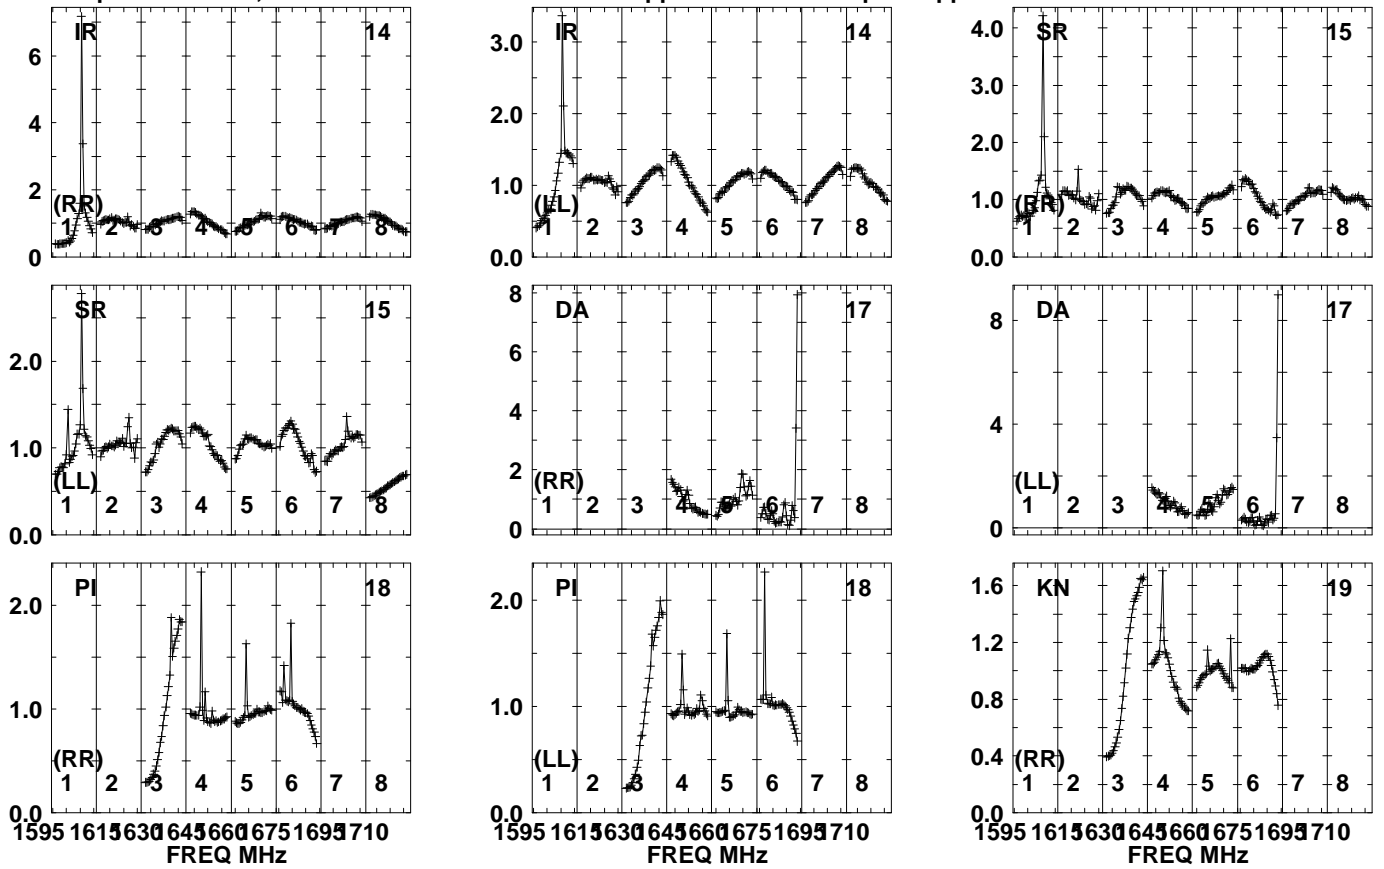 IR 14 IR 14 SR 15
6 3.0 4.0
4 2.0 3.0
2 1.0 2.0
(RR) (LL) 1.0 (RR)
1 2 3 4 5 6 7 8 1 2 3 4 5 6 7 8 1 2 3 4 5 6 7 8
0 0.0 0.0
SR 15 DA 17 DA 17
2.0 8 8
1.0 6 4
(LL) 4 (RR) (LL)
1 2 3 4 5 6 7 8 2 1 2 3 4 5 6 7 8 1 2 3 4 5 6 7 8
0.0 0 0
PI 18 PI 18 KN 19
2.0 2.0 1.6
1.0 1.0 1.2
(RR) (LL) 0.8 (RR)
1 2 3 4 5 6 7 8 1 2 3 4 5 6 7 8 0.4 1 2 3 4 5 6 7 8
0.0 0.0 0.0
1595 1615 1630 1645 1660 1675 1695 1710 1595 1615 1630 1645 1660 1675 1695 1710 1595 1615 1630 1645 1660 1675 1695 1710
FREQ MHz FREQ MHz FREQ MHz